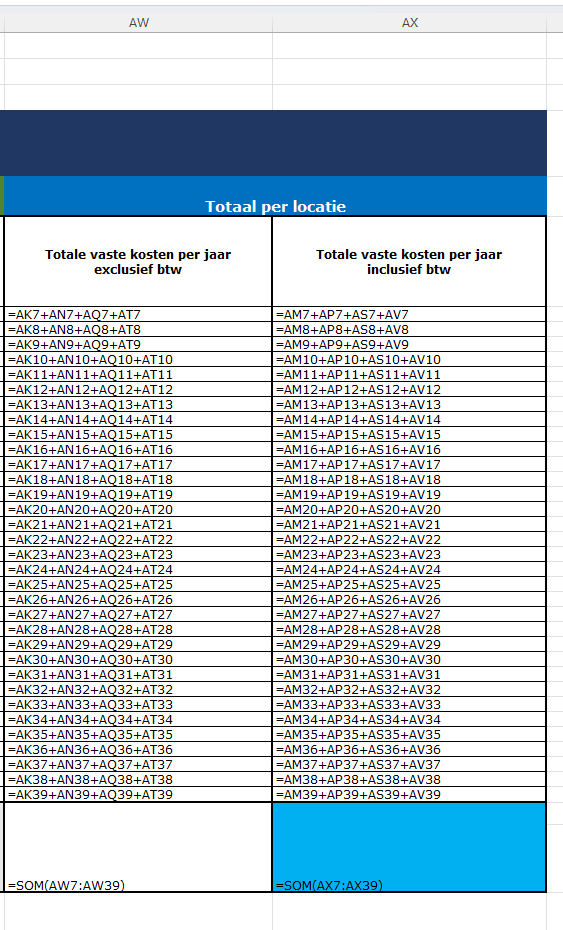 AW AX
Totaal per locatie
Totale vaste kosten per jaar Totale vaste kosten per jaar
exclusief btw inclusief btw
=AK7+AN7+AQ7+AT7 =AM7+AP7+AS7+AV7
=AK8+AN8+AQ8+AT8 =AM8+AP8+AS8+AV8
=AK9+AN9+AQ9+AT9 =AM9+AP9+AS9+AV9
=AK10+AN10+AQ10+AT10 =AM10+AP10+AS10+AV10
=AK11+AN11+AQ11+AT11 =AM11+AP11+AS11+AV11
=AK12+AN12+AQ12+AT12 =AM12+AP12+AS12+AV12
=AK13+AN13+AQ13+AT13 =AM13+AP13+AS13+AV13
=AK14+AN14+AQ14+AT14 =AM14+AP14+AS14+AV14
=AK15+AN15+AQ15+AT15 =AM15+AP15+AS15+AV15
=AK16+AN16+AQ16+AT16 =AM16+AP16+AS16+AV16
=AK17+AN17+AQ17+AT17 =AM17+AP17+AS17+AV17
=AK18+AN18+AQ18+AT18 =AM18+AP18+AS18+AV18
=AK19+AN19+AQ19+AT19 =AM19+AP19+AS19+AV19
=AK20+AN20+AQ20+AT20 =AM20+AP20+AS20+AV20
=AK21+AN21+AQ21+AT21 =AM21+AP21+AS21+AV21
=AK22+AN22+AQ22+AT22 =AM22+AP22+AS22+AV22
=AK23+AN23+AQ23+AT23 =AM23+AP23+AS23+AV23
=AK24+AN24+AQ24+AT24 =AM24+AP24+AS24+AV24
=AK25+AN25+AQ25+AT25 =AM25+AP25+AS25+AV25
=AK26+AN26+AQ26+AT26 =AM26+AP26+AS26+AV26
=AK27+AN27+AQ27+AT27 =AM27+AP27+AS27+AV27
=AK28+AN28+AQ28+AT28 =AM28+AP28+AS28+AV28
=AK29+AN29+AQ29+AT29 =AM29+AP29+AS29+AV29
=AK30+AN30+AQ30+AT30 =AM30+AP30+AS30+AV30
=AK31+AN31+AQ31+AT31 =AM31+AP31+AS31+AV31
=AK32+AN32+AQ32+AT32 =AM32+AP32+AS32+AV32
=AK33+AN33+AQ33+AT33 =AM33+AP33+AS33+AV33
=AK34+AN34+AQ34+AT34 =AM34+AP34+AS34+AV34
=AK35+AN35+AQ35+AT35 =AM35+AP35+AS35+AV35
=AK36+AN36+AQ36+AT36 =AM36+AP36+AS36+AV36
=AK37+AN37+AQ37+AT37 =AM37+AP37+AS37+AV37
=AK38+AN38+AQ38+AT38 =AM38+AP38+AS38+AV38
=AK39+AN39+AQ39+AT39 =AM39+AP39+AS39+AV39
=SOM(AW7:AW39) =SOM(AX7:AX39)